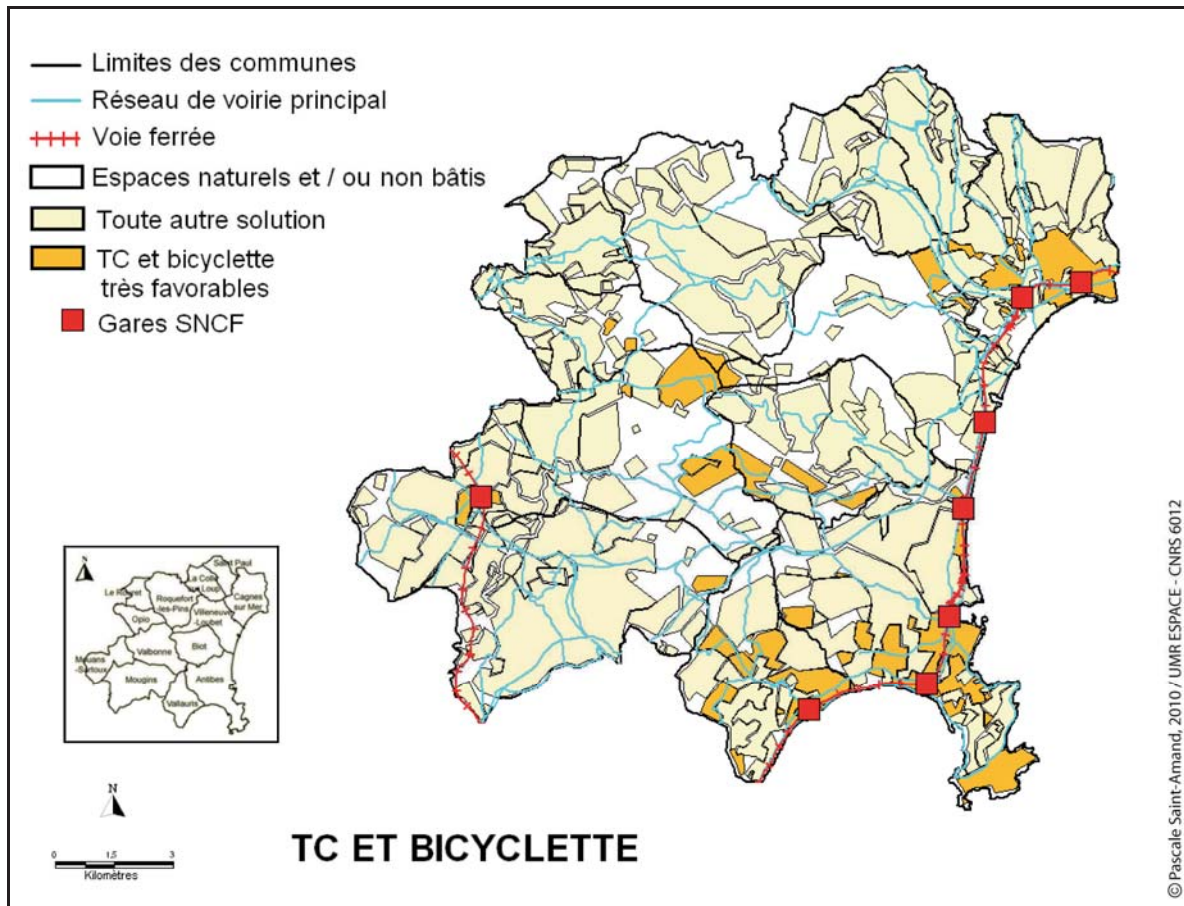 Limites des communes
Réseau de voirie principal
Voie ferrée
Espaces naturels et / ou non bâtis
Toute autre solution
TC et bicyclette
très favorables
Gares SNCF
N
Saint Paul
La Colle
sur Loup
Le Rouret
Roquefort
-les-Pins
Cagnes
sur Mer
Villeneuve
-Loubet
Opio
Valbonne
Biot
Mouans
-Sartoux
Mougins
Antibes
Vallauris
N
0 1,5 3
Kilomètres
TC ET BICYCLETTE
© Pascale Saint-Amand, 2010 / UMR ESPACE - CNRS 6012